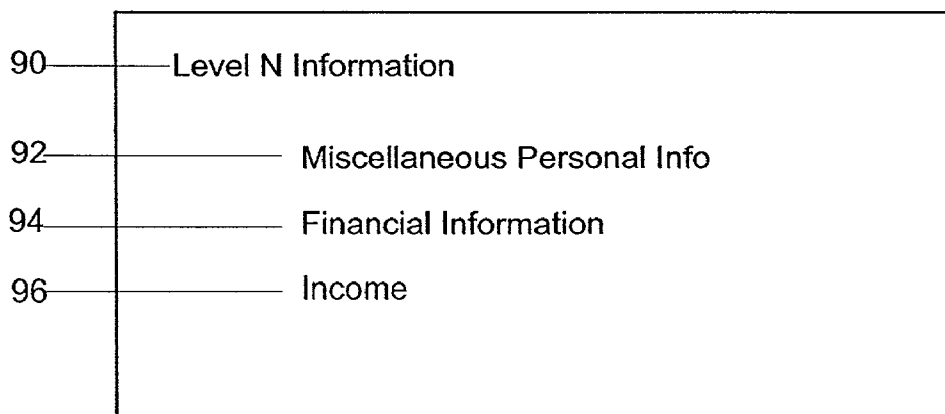 90 Level N Information
92 Miscellaneous Personal Info
94 Financial Information
96 Income